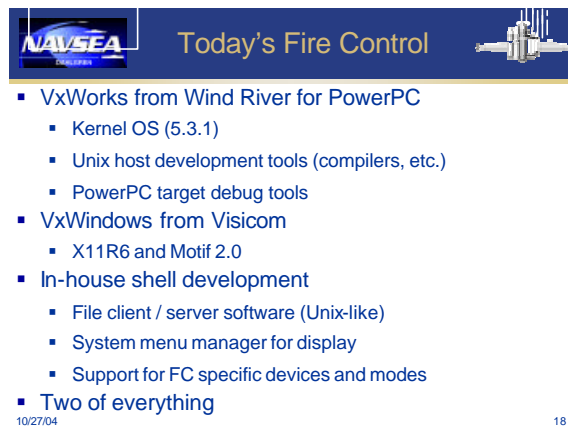 NAVSEA
DAHLGREN
Today's Fire Control
▪ VxWorks from Wind River for PowerPC
▪ Kernel OS (5.3.1)
▪ Unix host development tools (compilers, etc.)
▪ PowerPC target debug tools
▪ VxWindows from Visicom
▪ X11R6 and Motif 2.0
▪ In-house shell development
▪ File client / server software (Unix-like)
▪ System menu manager for display
▪ Support for FC specific devices and modes
▪ Two of everything
10/27/04
18